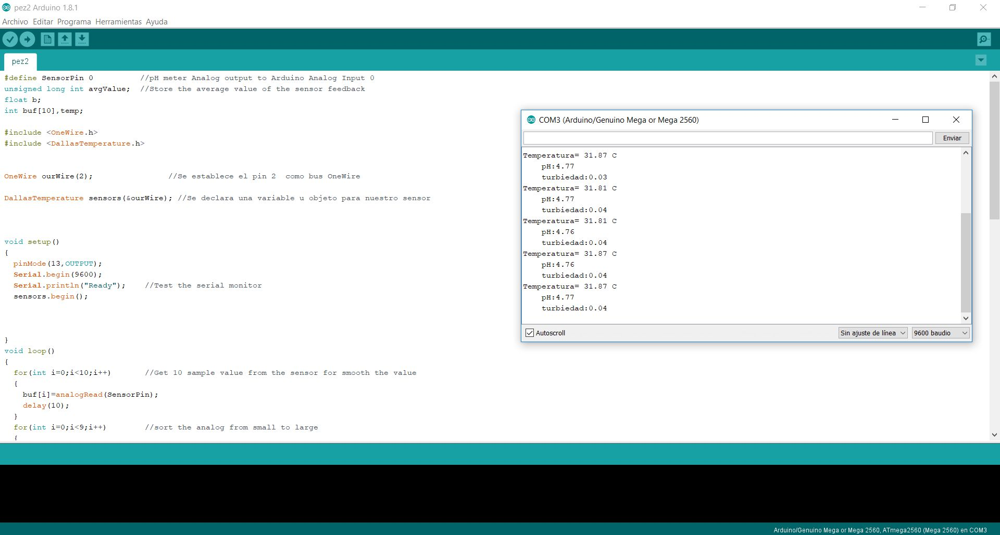 pez2 Arduino 1.8.1
Archivo Editar Programa Herramientas Ayuda
pez2
#define SensorPin 0          //pH meter Analog output to Arduino Analog Input 0
unsigned long int avgValue;  //Store the average value of the sensor feedback
float b;
int buf[10],temp;
#include <OneWire.h>
#include <DallasTemperature.h>
OneWire ourWire(2);                //Se establece el pin 2  como bus OneWire
DallasTemperature sensors(&ourWire); //Se declara una variable u objeto para nuestro sensor
void setup()
{
  pinMode(13,OUTPUT);
  Serial.begin(9600);
  Serial.println("Ready");    //Test the serial monitor
  sensors.begin();
}
void loop()
{
  for(int i=0;i<10;i++)       //Get 10 sample value from the sensor for smooth the value
  {
    buf[i]=analogRead(SensorPin);
    delay(10);
  }
  for(int i=0;i<9;i++)        //sort the analog from small to large
  {
COM3 (Arduino/Genuino Mega or Mega 2560)
Enviar
Temperatura= 31.87 C
    pH:4.77
    turbiedad:0.03
Temperatura= 31.81 C
    pH:4.77
    turbiedad:0.04
Temperatura= 31.81 C
    pH:4.76
    turbiedad:0.04
Temperatura= 31.87 C
    pH:4.76
    turbiedad:0.04
Temperatura= 31.87 C
    pH:4.77
    turbiedad:0.04
Autoscroll
Sin ajuste de línea
9600 baudio
Arduino/Genuino Mega or Mega 2560, ATmega2560 (Mega 2560) en COM3